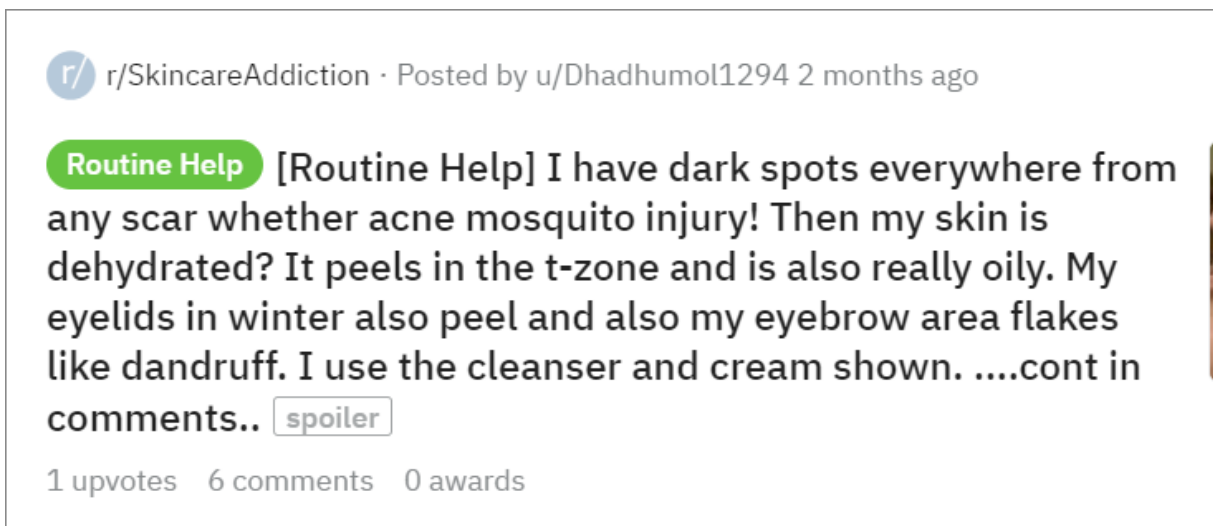 r/ r/SkincareAddiction · Posted by u/Dhadhumol1294 2 months ago
Routine Help [Routine Help] I have dark spots everywhere from
any scar whether acne mosquito injury! Then my skin is
dehydrated? It peels in the t-zone and is also really oily. My
eyelids in winter also peel and also my eyebrow area flakes
like dandruff. I use the cleanser and cream shown. ....cont in
comments.. spoiler
1 upvotes 6 comments 0 awards